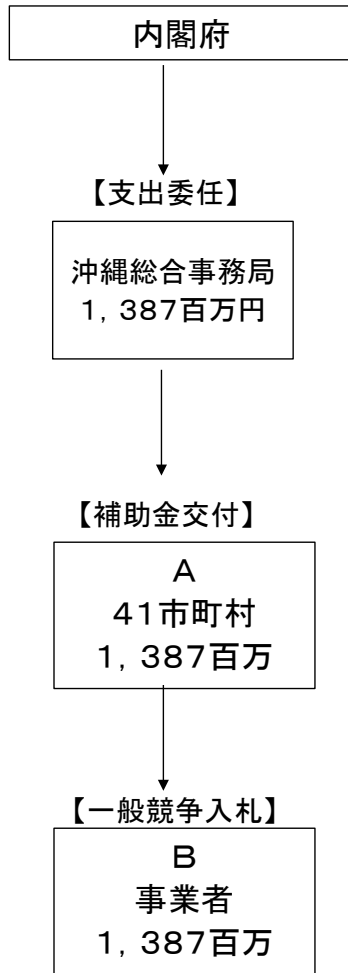 内閣府
【支出委任】
沖縄総合事務局
１，３８７百万円
【補助金交付】
Ａ
４１市町村
１，３８７百万
【一般競争入札】
Ｂ
事業者
１，３８７百万